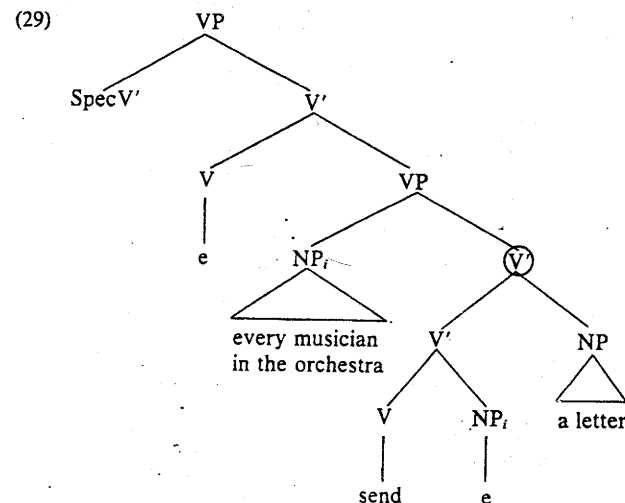 (29)
VP
SpecV'
V'
V
VP
e
NPi
V'
every musician
in the orchestra
V'
NP
V
NPi
a letter
send
e